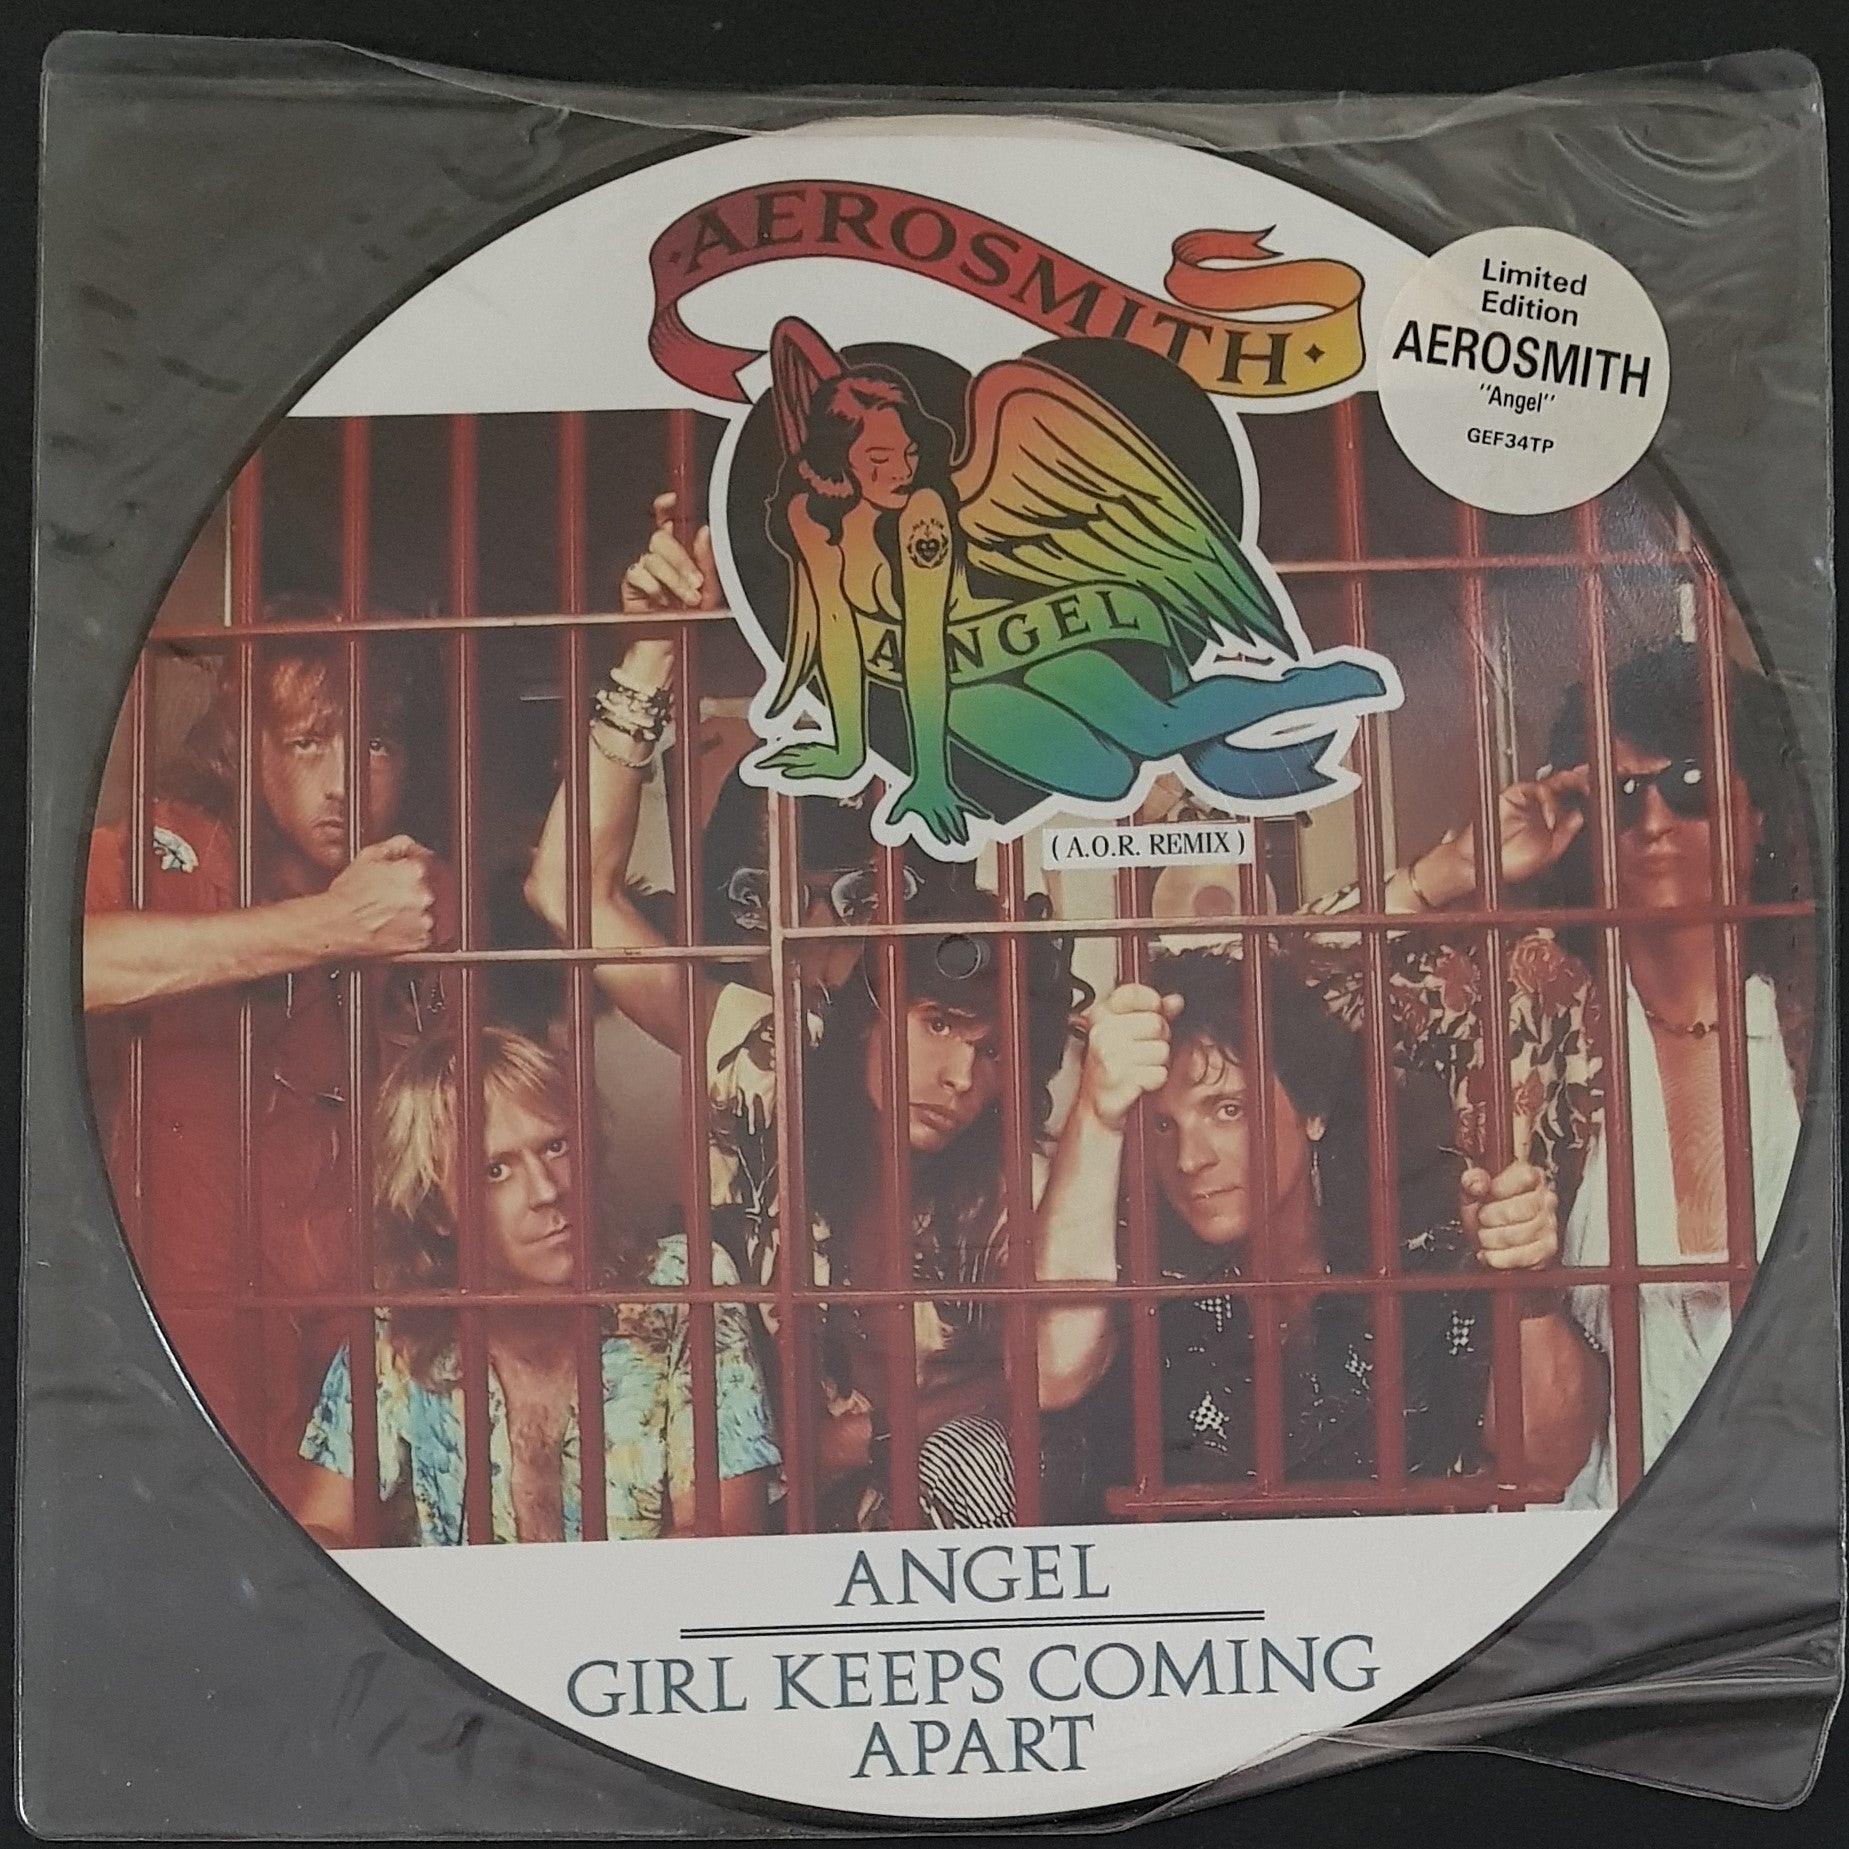 AEROSMITH
Limited
Edition
AEROSMITH
"Angel"
GEF34TP
ANGEL
( A.O.R. REMIX )
ANGEL
GIRL KEEPS COMING
APART